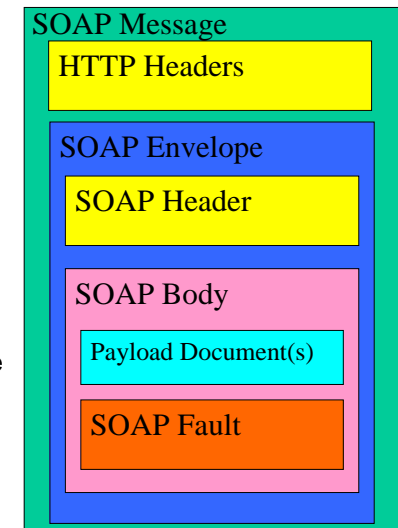 SOAP Message
HTTP Headers
SOAP Envelope
SOAP Header
SOAP Body
Payload Document(s)
e
SOAP Fault